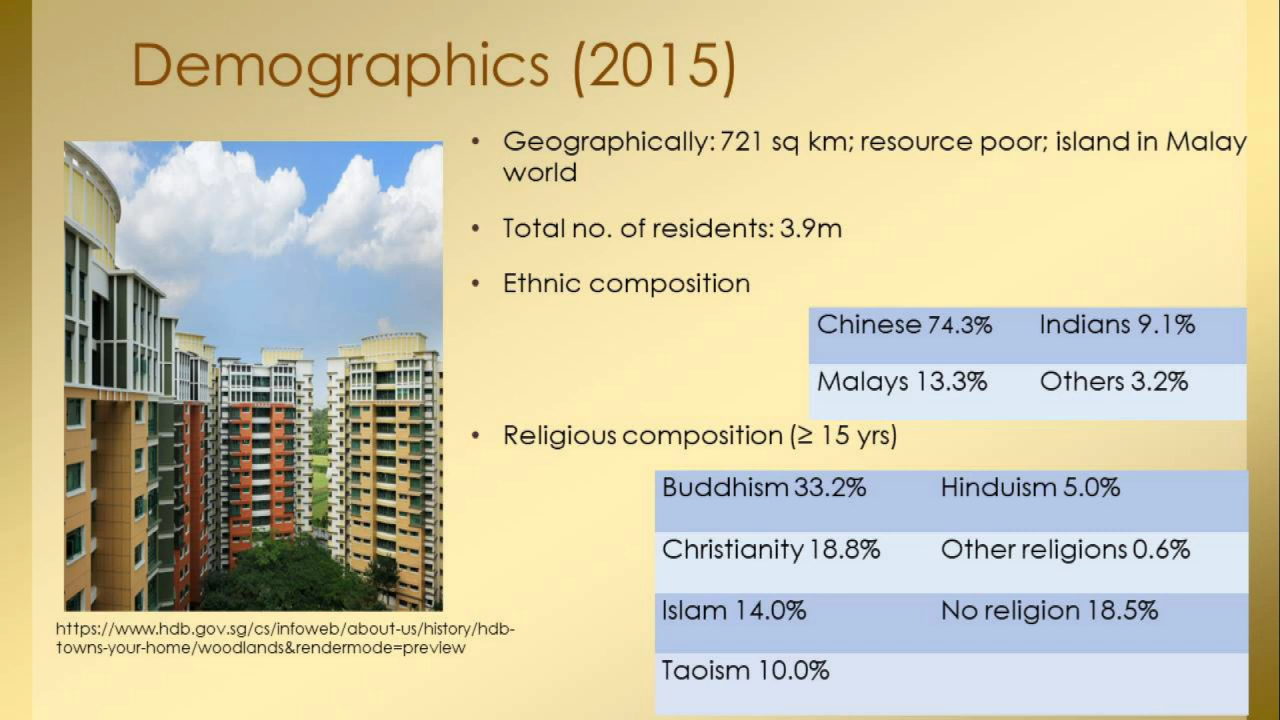 Demographics (2015)
• Geographically: 721 sq km; resource poor; island in Malay
world
• Total no. of residents: 3.9m
• Ethnic composition
Chinese 74.3% Indians 9.1%
Malays 13.3% Others 3.2%
• Religious composition (≥ 15 yrs)
Buddhism 33.2% Hinduism 5.0%
Christianity 18.8% Other religions 0.6%
Islam 14.0% No religion 18.5%
Taoism 10.0%
https://www.hdb.gov.sg/cs/infoweb/about-us/history/hdb-
towns-your-home/woodlands&rendermode=preview